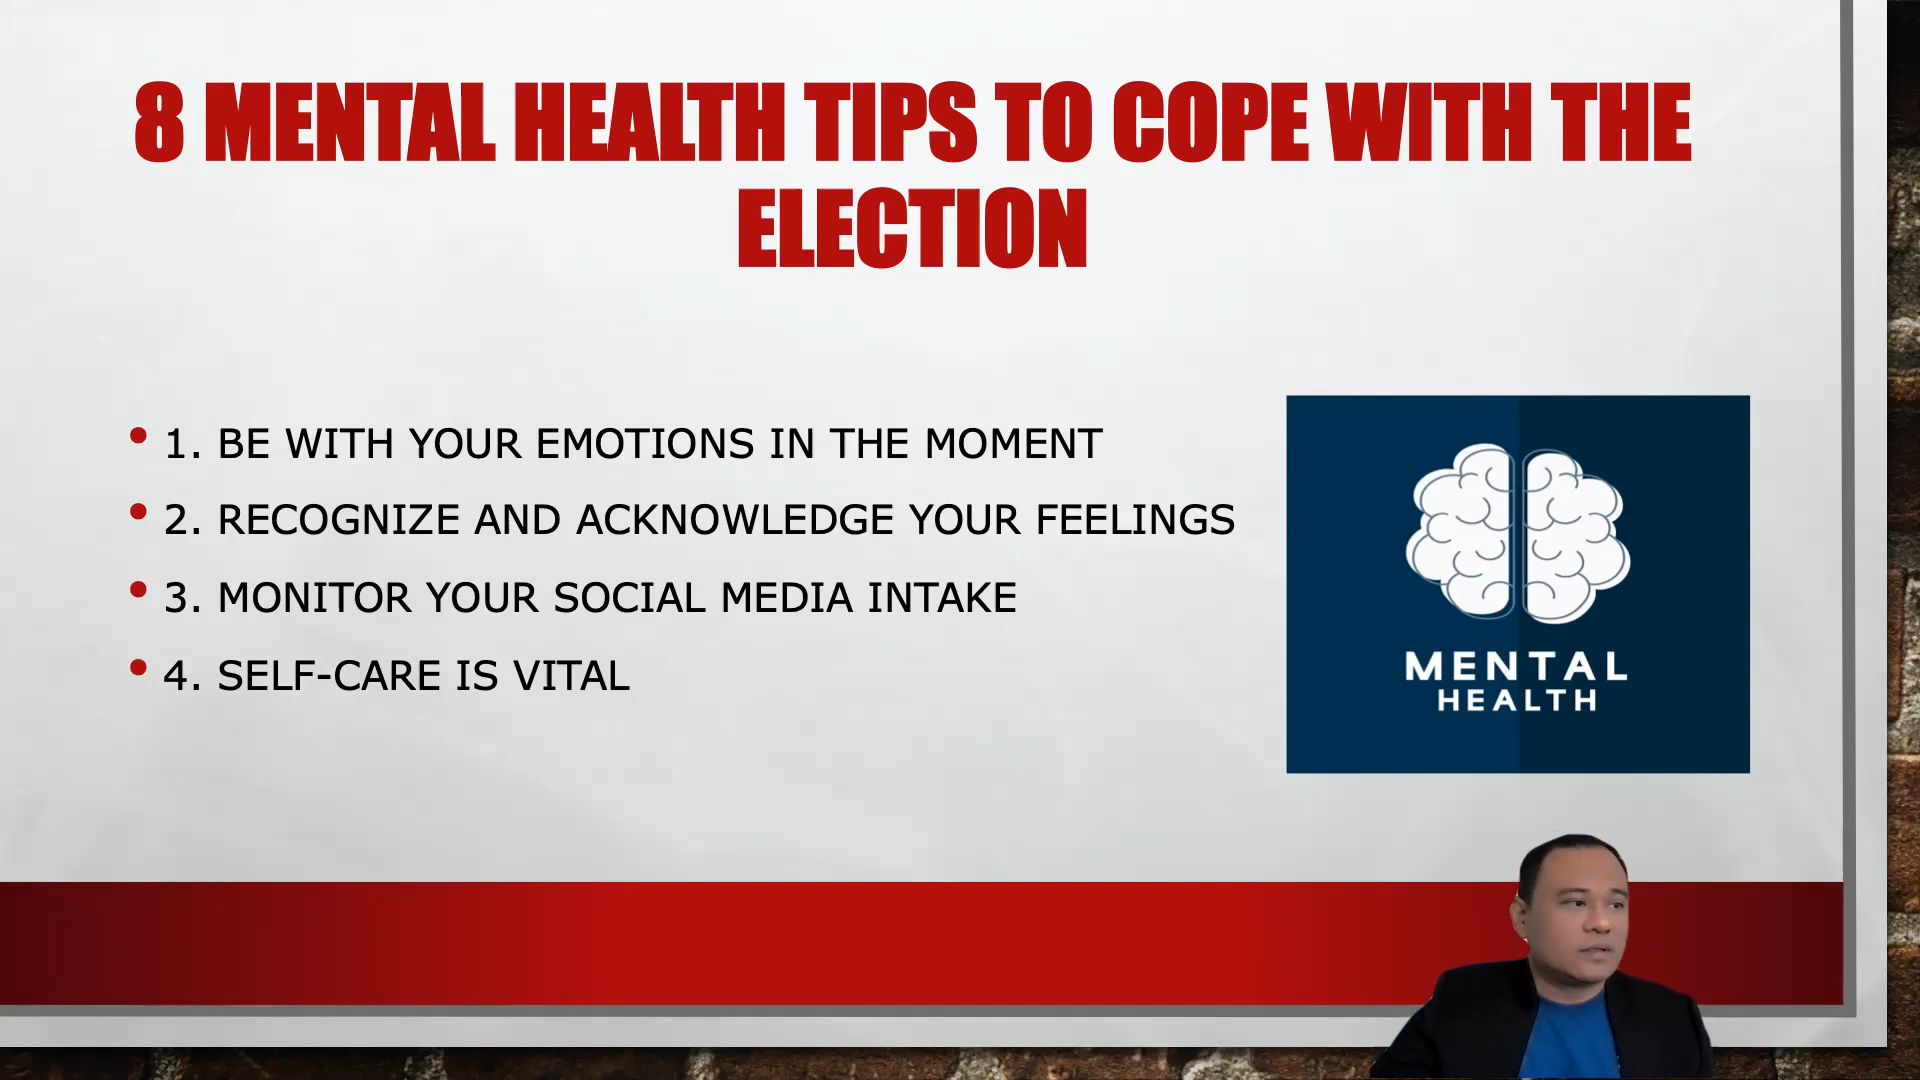 8 MENTAL HEALTH TIPS TO COPE WITH THE
ELECTION
• 1. BE WITH YOUR EMOTIONS IN THE MOMENT
• 2. RECOGNIZE AND ACKNOWLEDGE YOUR FEELINGS
• 3. MONITOR YOUR SOCIAL MEDIA INTAKE
• 4. SELF-CARE IS VITAL
MENTAL
HEALTH